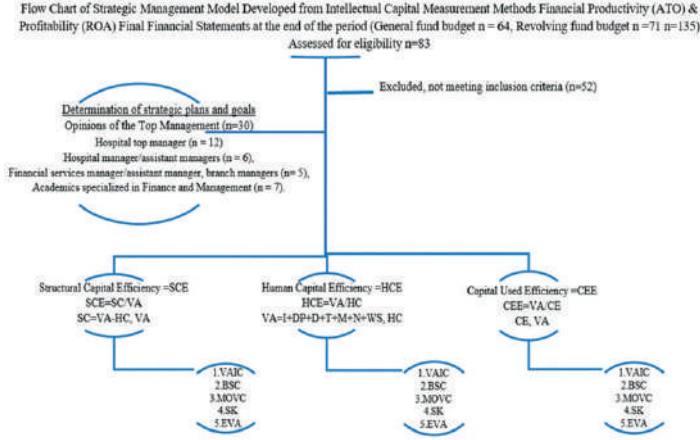 Flow Chart of Strategic Management Model Developed from Intellectual Capital Measurement Methods Financial Productivity (ATO) &
Profitability (ROA) Final Financial Statements at the end of the period (General fund budget n = 64, Revolving fund budget n =71 n=135)
Assessed for eligibility n=83
Excluded, not meeting inclusion criteria (n=52)
Determination of strategic plans and goals
Opinions of the Top Management (n=30)
Hospital top manager (n = 12)
Hospital manager/assistant managers (n = 6),
Financial services manager/assistant manager, branch managers (n= 5),
Academics specialized in Finance and Management (n = 7).
Structural Capital Efficiency =SCE
SCE=SC/VA
SC=VA-HC, VA
Human Capital Efficiency =HCE
HCE=VA/HC
VA=I+DP+D+T+M+N+WS, HC
Capital Used Efficiency =CEE
CEE=VA/CE
CE, VA
1.VAIC
2.BSC
3.MOVC
4.SK
5.EVA
1.VAIC
2.BSC
3.MOVC
4.SK
5.EVA
1.VAIC
2.BSC
3.MOVC
4.SK
5.EVA